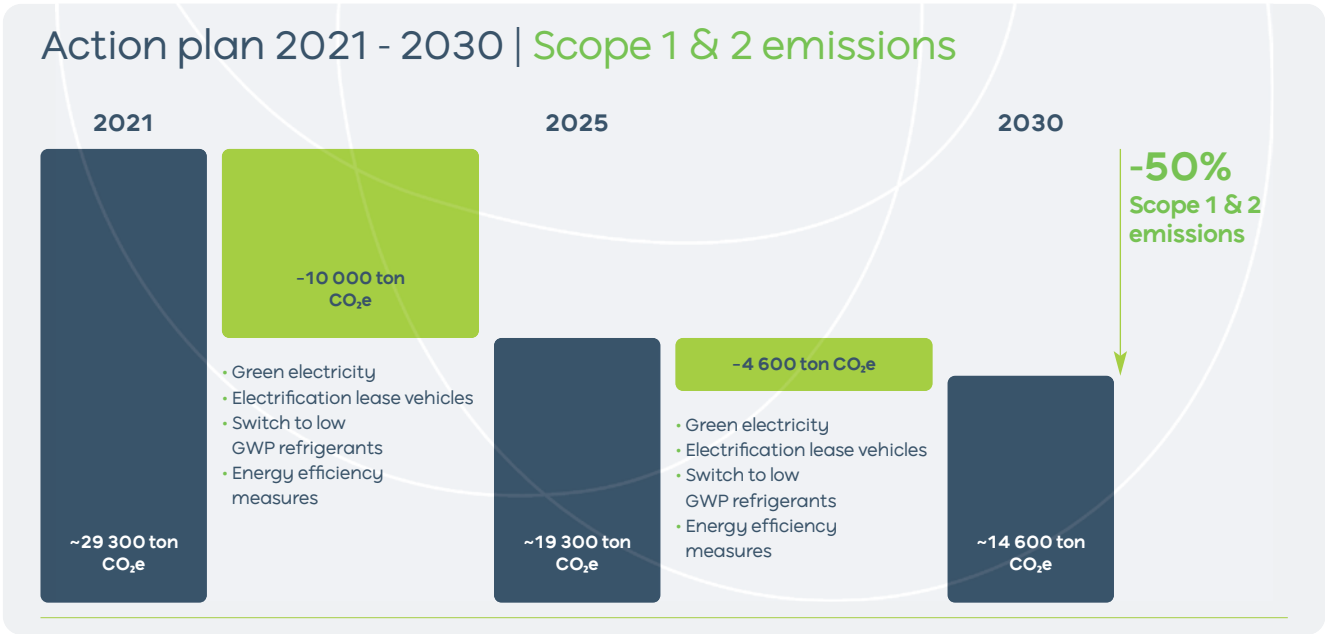 Action plan 2021 - 2030 | Scope 1 & 2 emissions
2021
2025
2030
-50%
Scope 1 & 2
emissions
~29 300 ton
CO₂e
-10 000 ton
CO₂e
• Green electricity
• Electrification lease vehicles
• Switch to low
GWP refrigerants
• Energy efficiency
measures
~19 300 ton
CO₂e
-4 600 ton CO₂e
• Green electricity
• Electrification lease vehicles
• Switch to low
GWP refrigerants
• Energy efficiency
measures
~14 600 ton
CO₂e